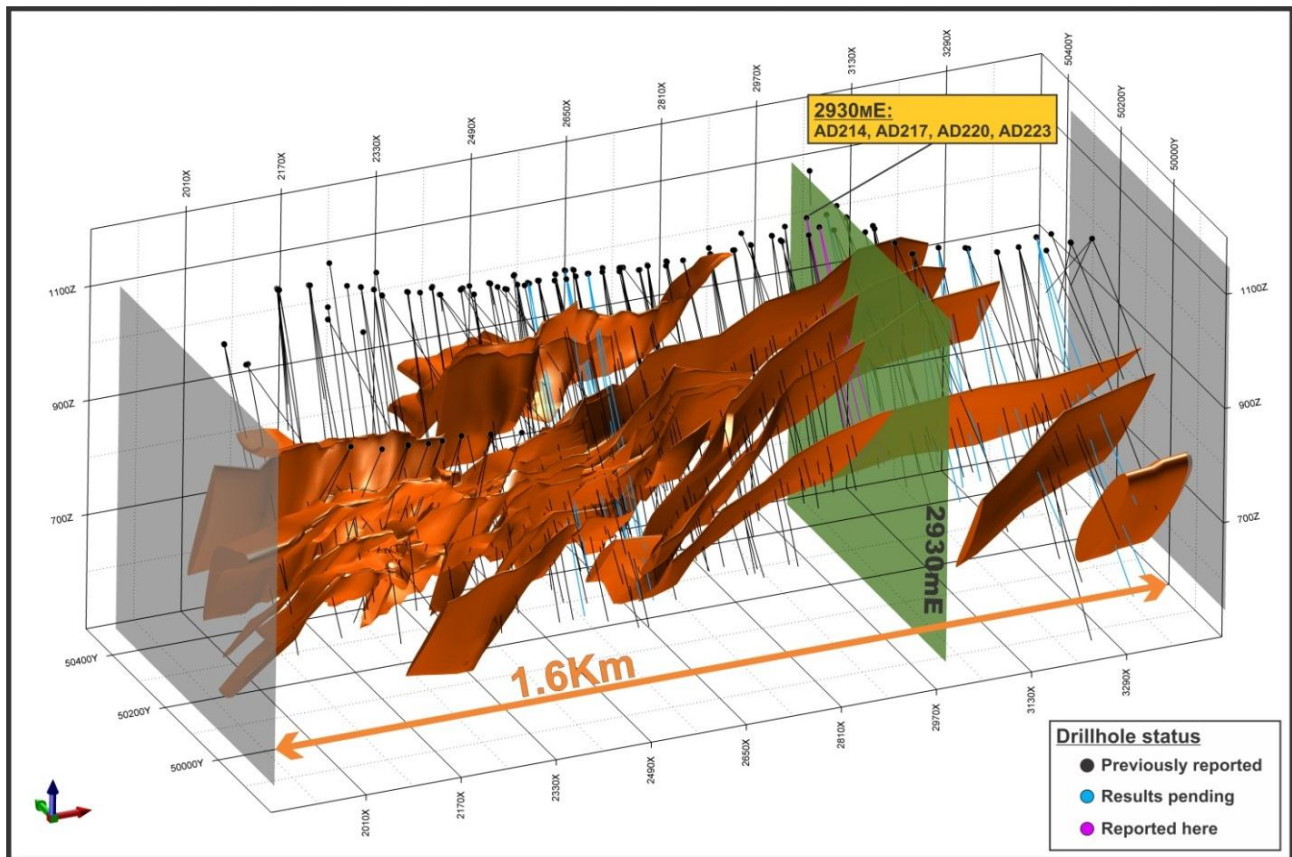 2010X
2170X
2330X
2490X
2650X
2810X
2970X
3130X
3290X
50400Y
50200Y
50000Y
2930mE:
AD214, AD217, AD220, AD223
1100Z
900Z
700Z
1100Z
900Z
700Z
2930mE
1.6Km
50400Y
50200Y
50000Y
2010X
2170X
2330X
2490X
2650X
2810X
2970X
3130X
3290X
Drillhole status
Previously reported
Results pending
Reported here